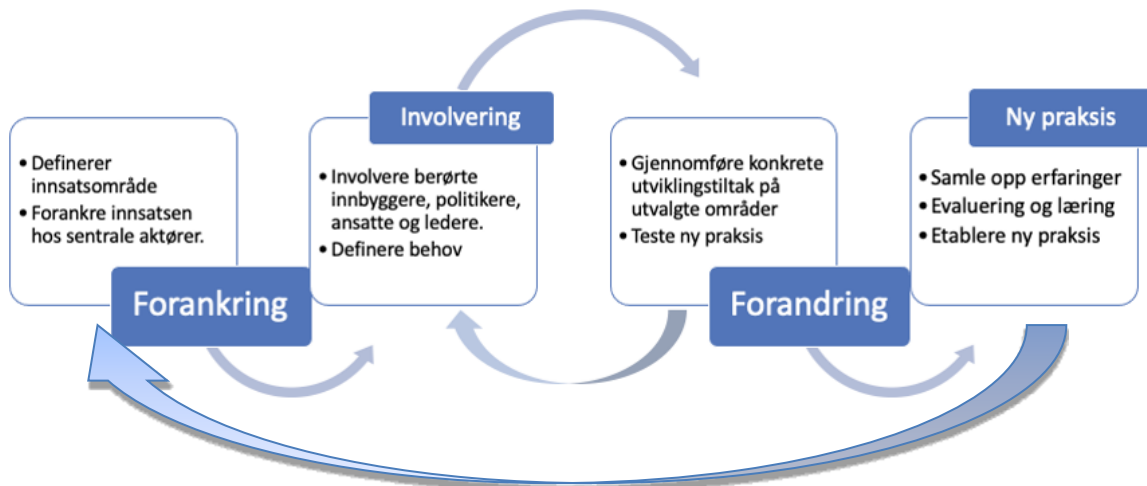 • Definerer
innsatsområde
• Forankre innsatsen
hos sentrale aktører.
Forankring
Involvering
• Involvere berørte
innbyggere, politikere,
ansatte og ledere.
• Definere behov
• Gjennomføre konkrete
utviklingstiltak på
utvalgte områder
• Teste ny praksis
Forandring
Ny praksis
• Samle opp erfaringer
• Evaluering og læring
• Etablere ny praksis